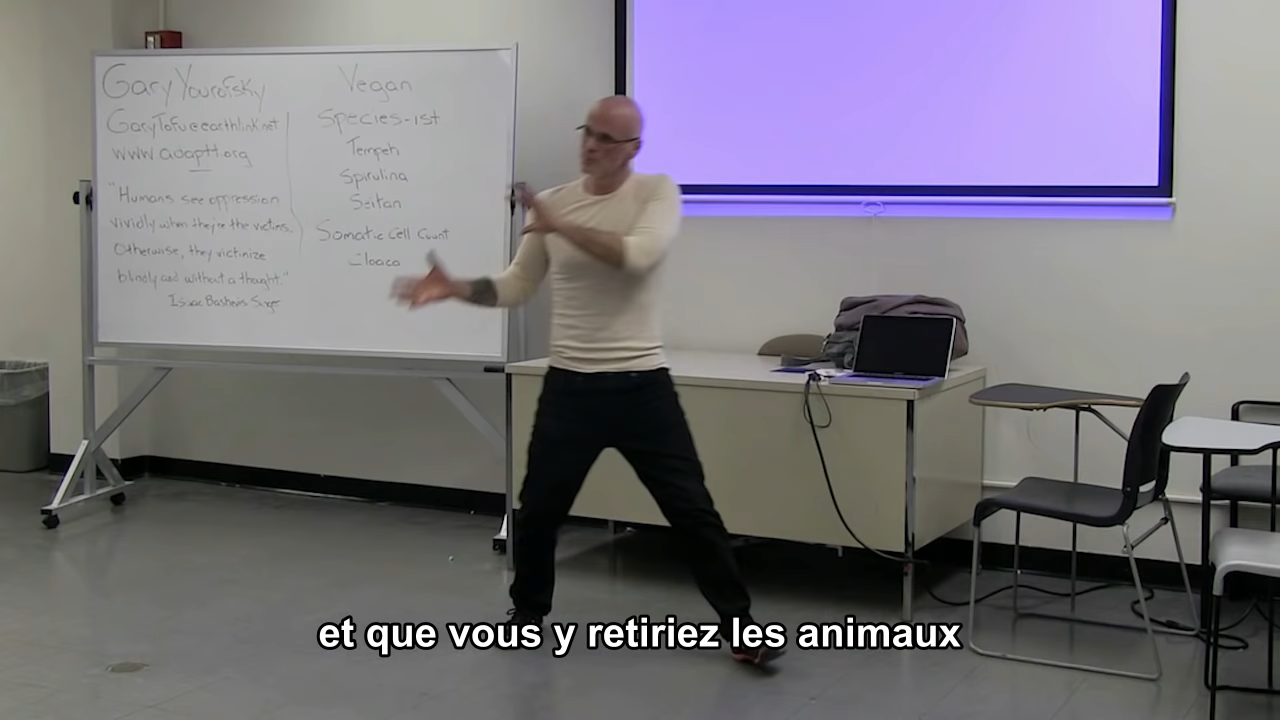 Gary Yourofsky
GaryTofu@earthlink.net
www.adaptt.org
"Humans see oppression
vividly when they're the victims.
Otherwise, they victimize
blindly and without a thought."
Isaac Bashevis Singer
Vegan
Species-ist
Tempeh
Spirulina
Seitan
Somatic Cell Count
Cloaca
et que vous y retiriez les animaux